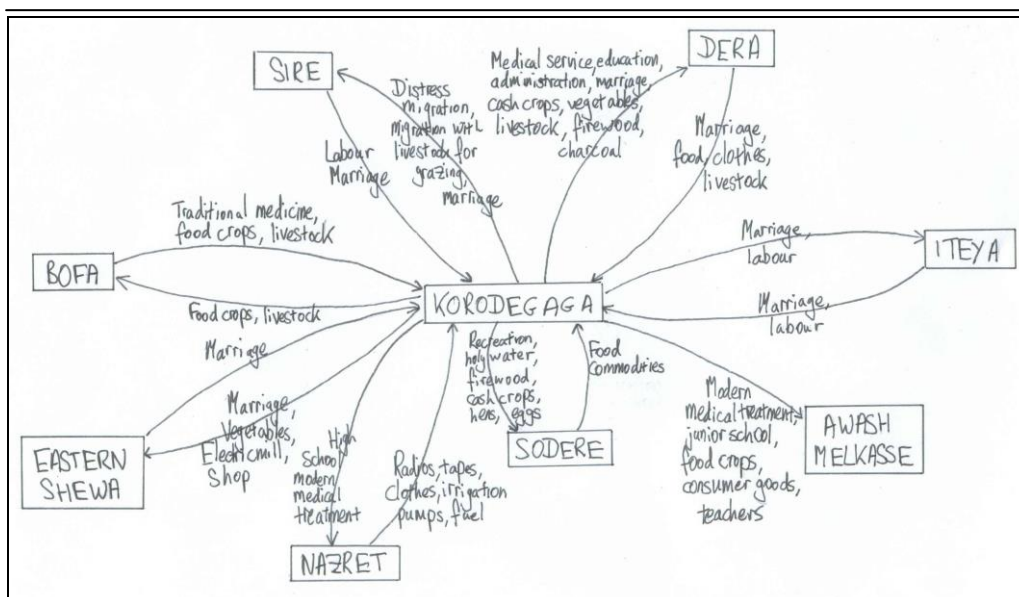 SIRE
Distress
migration,
migration with
livestock for
grazing,
marriage
Labour
Marriage
Medical service, education,
administration, marriage,
cash crops, vegetables,
livestock, firewood,
charcoal
DERA
Marriage,
food, clothes,
livestock
Traditional medicine,
food crops, livestock
BOFA
Food crops, livestock
KORODEGAGA
Marriage,
labour
ITEYA
Marriage,
labour
Marriage
Marriage,
Vegetables,
Electric mill,
Shop
EASTERN
SHEWA
High
School
modern
medical
treatment
Radios, tapes,
clothes, irrigation
pumps, fuel
NAZRET
Recreation,
holy water,
firewood,
cash crops,
hens, eggs
Food
Commodities
SODERE
Modern
medical treatment,
junior school,
food crops,
consumer goods,
teachers
AWASH
MELKASSE